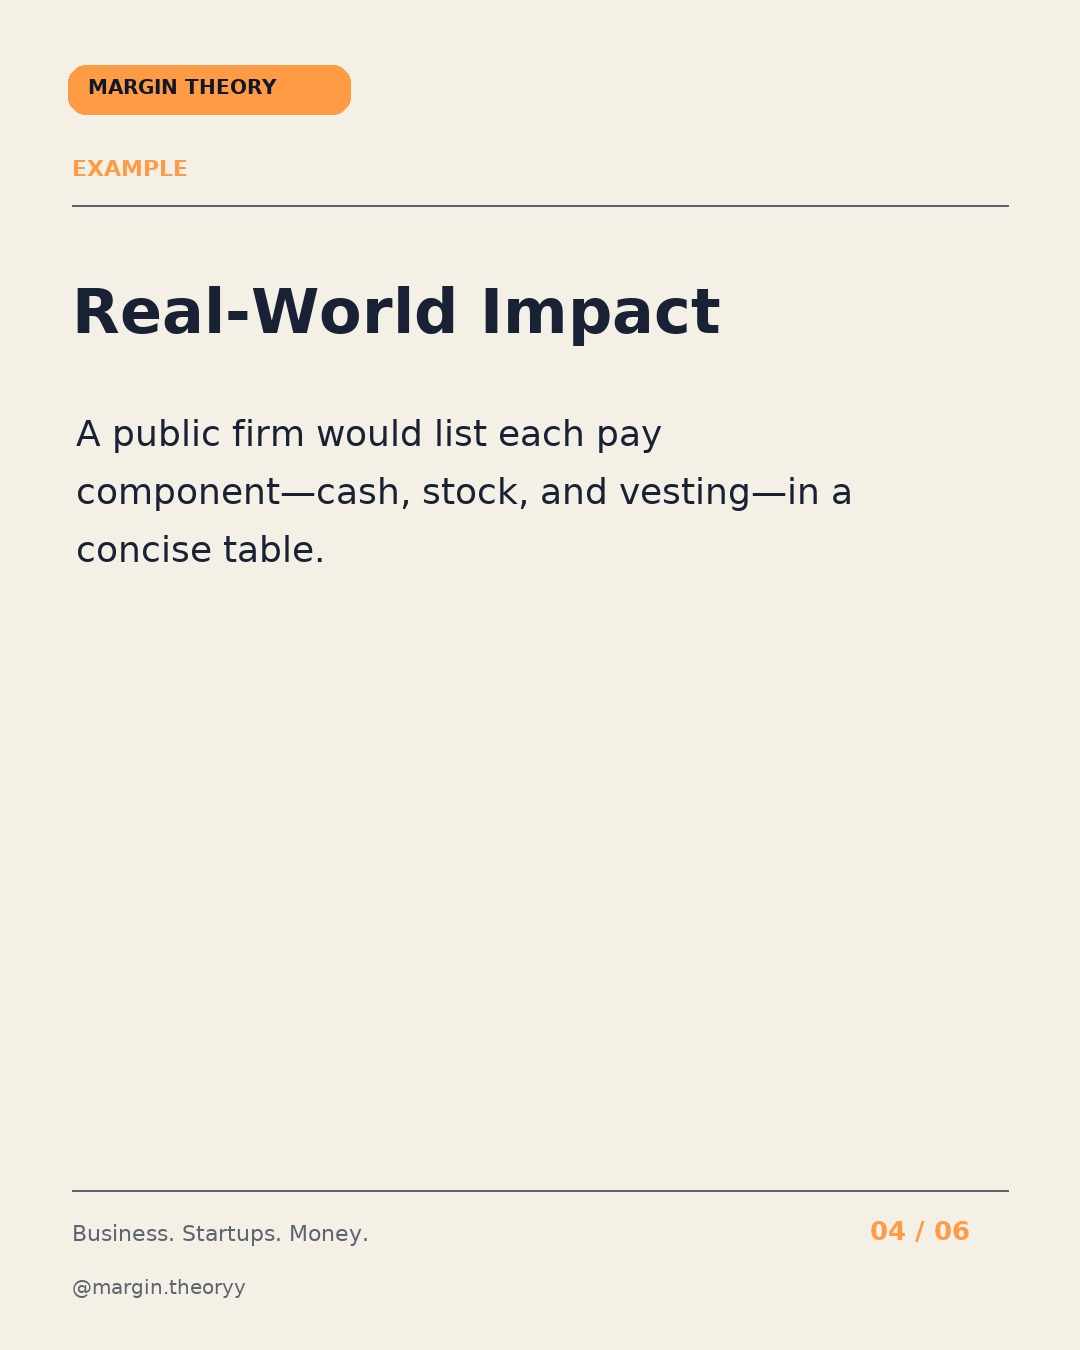 MARGIN THEORY
EXAMPLE
Real-World Impact
A public firm would list each pay
component—cash, stock, and vesting—in a
concise table.
Business. Startups. Money.
04 / 06
@margin.theoryy